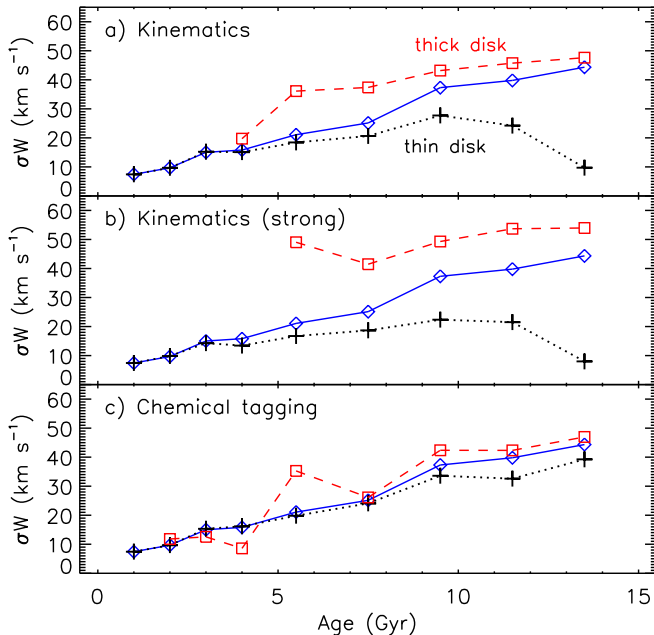 a) Kinematics
thick disk
thin disk
60
50
40
30
20
10
0
σW (km s⁻¹)
b) Kinematics (strong)
60
50
40
30
20
10
0
σW (km s⁻¹)
c) Chemical tagging
60
50
40
30
20
10
0
σW (km s⁻¹)
0 5 10 15
Age (Gyr)